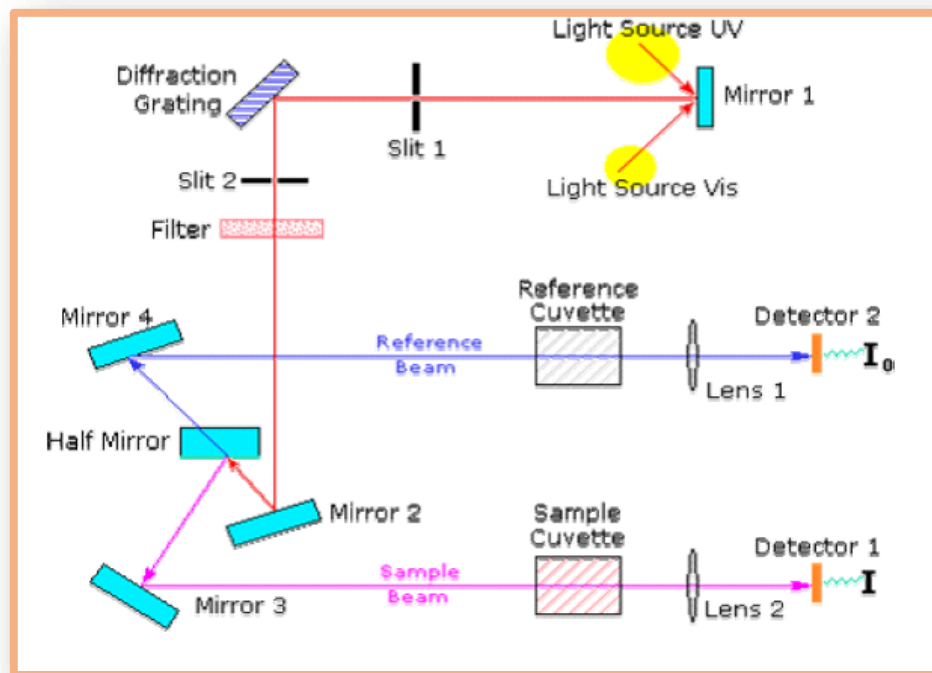 Light Source UV
Diffraction
Grating
Mirror 1
Slit 1
Slit 2
Light Source Vis
Filter
Reference
Cuvette
Mirror 4
Detector 2
Reference
Beam
I₀
Lens 1
Half Mirror
Mirror 2
Sample
Cuvette
Detector 1
Sample
Beam
I
Mirror 3
Lens 2